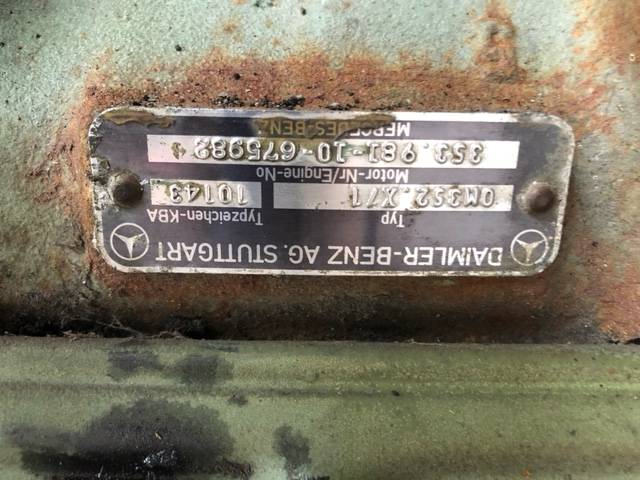 DAIMLER-BENZ AG. STUTTGART
Typ Typzeichen-KBA
OM352.X/1 10143
Motor-Nr/Engine-No
353.981-10-675982
MERCEDES-BENZ